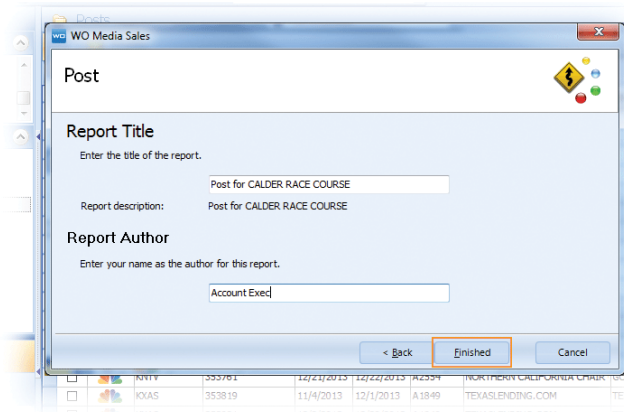 Posts
WO WO Media Sales
Post
Report Title
Enter the title of the report.
Post for CALDER RACE COURSE
Report description: Post for CALDER RACE COURSE
Report Author
Enter your name as the author for this report.
Account Exec
< Back Finished Cancel
KNTV 353761 12/21/2013 12/22/2013 A2554 NORTHERN CALIFORNIA CHAIR
KXAS 353819 11/4/2013 12/1/2013 A1849 TEXASLENDING.COM